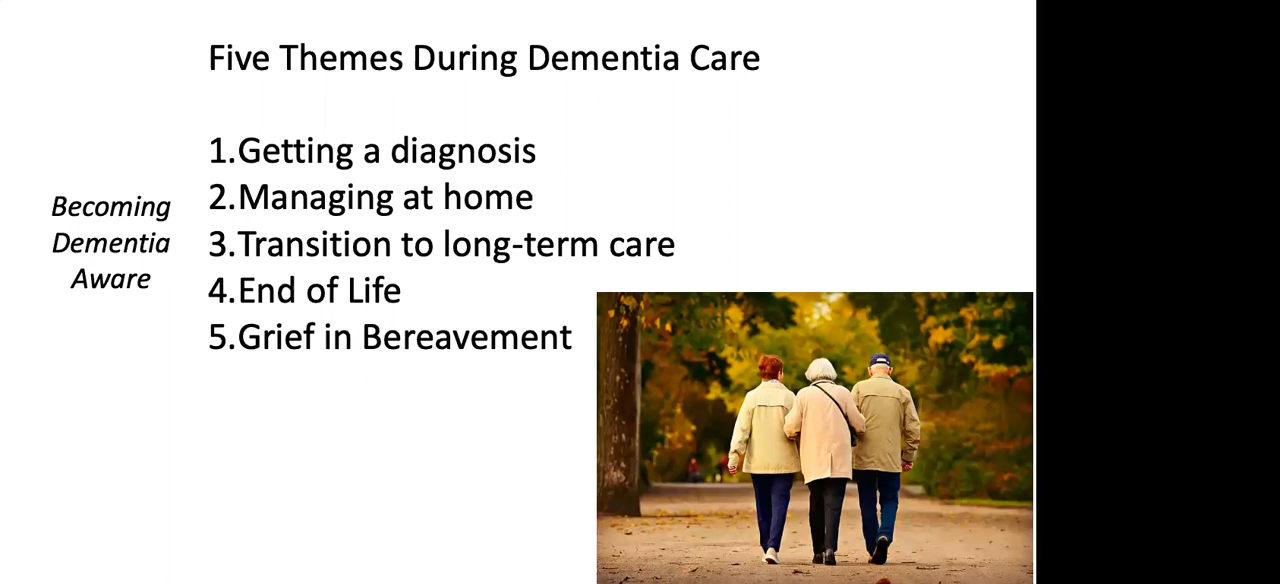 Five Themes During Dementia Care
Becoming
Dementia
Aware
1.Getting a diagnosis
2.Managing at home
3.Transition to long-term care
4.End of Life
5.Grief in Bereavement